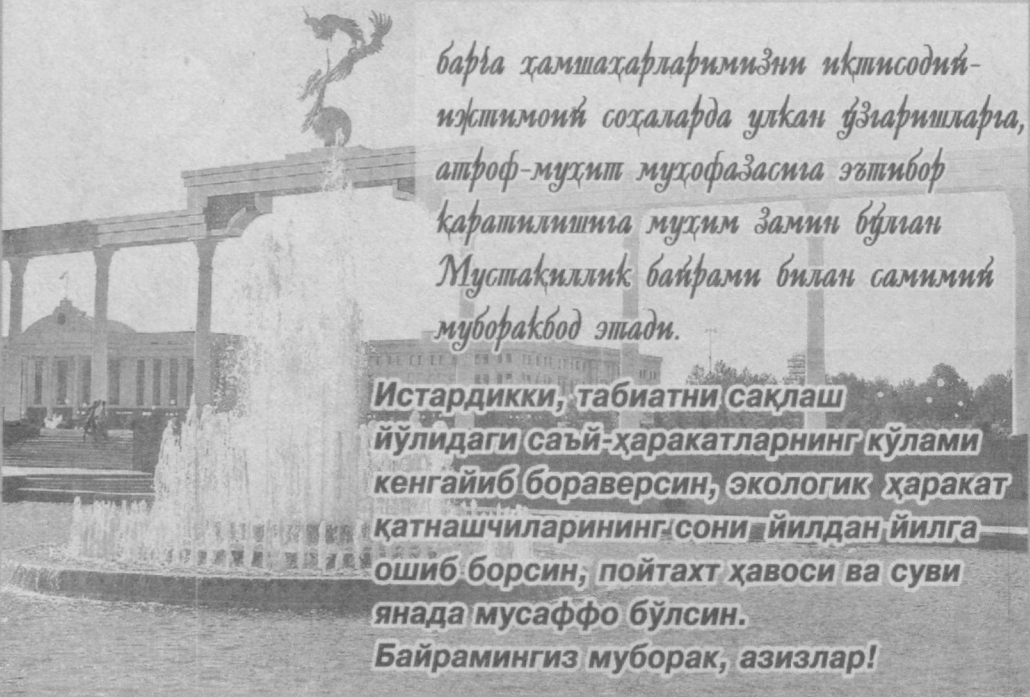 барча ҳамшаҳарларимизни иқтисодий-
ижтимоий соҳаларда улкан ўзгаришларга,
атроф-муҳит муҳофазасига эътибор
қаратилишига муҳим замин бўлган
Мустақиллик байрами билан самимий
муборакбод этади.
Истардикки, табиатни сақлаш
йўлидаги саъй-ҳаракатларнинг кўлами
кенгайиб бораверсин, экологик ҳаракат
қатнашчиларининг сони йилдан йилга
ошиб борсин, пойтахт ҳавоси ва суви
янада мусаффо бўлсин.
Байрамингиз муборак, азизлар!